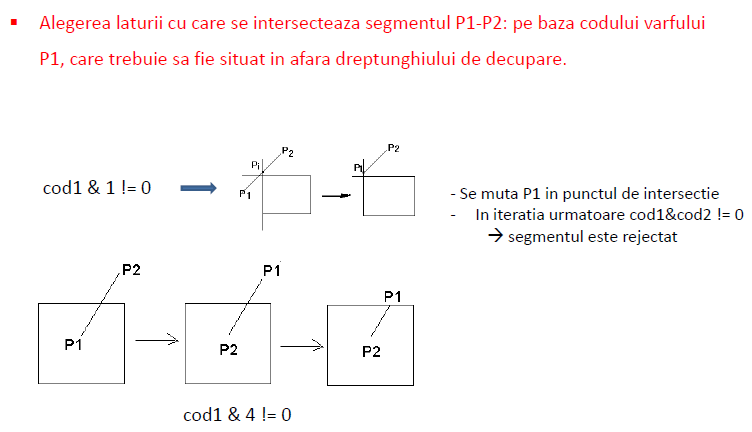 ▪ Alegerea laturii cu care se intersecteaza segmentul P1-P2: pe baza codului varfului
P1, care trebuie sa fie situat in afara dreptunghiului de decupare.
P2
Pi
P1
P2
Pi
cod1 & 1 != 0
- Se muta P1 in punctul de intersectie
- In iteratia urmatoare cod1&cod2 != 0
→ segmentul este rejectat
P2
P1
P1
P2
P1
P2
cod1 & 4 != 0